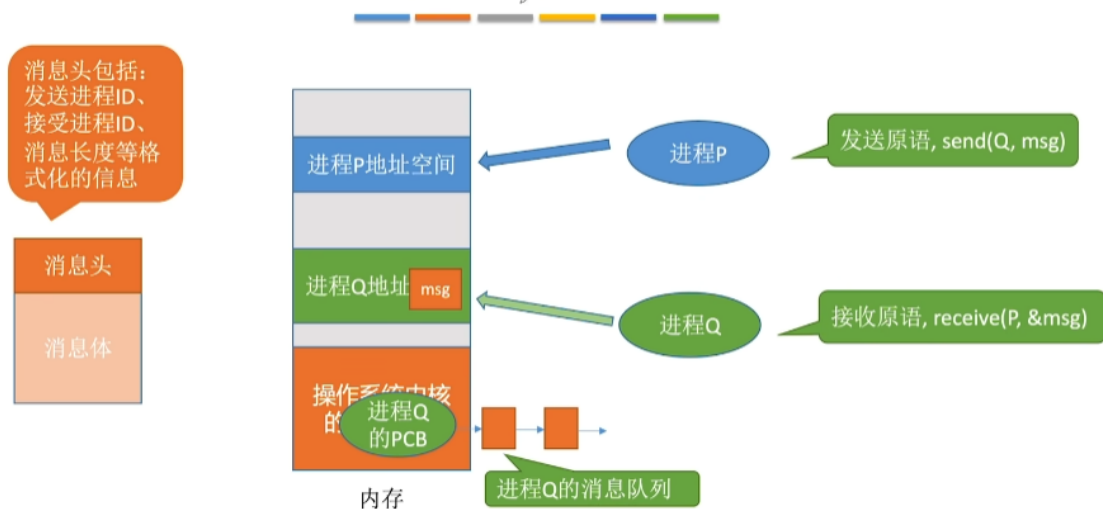 消息头包括：
发送进程ID、
接受进程ID、
消息长度等格
式化的信息
消息头
消息体
进程P地址空间
进程Q地址
msg
操作系统内核
的
进程Q
的PCB
内存
进程P
发送原语, send(Q, msg)
进程Q
接收原语, receive(P, &msg)
进程Q的消息队列